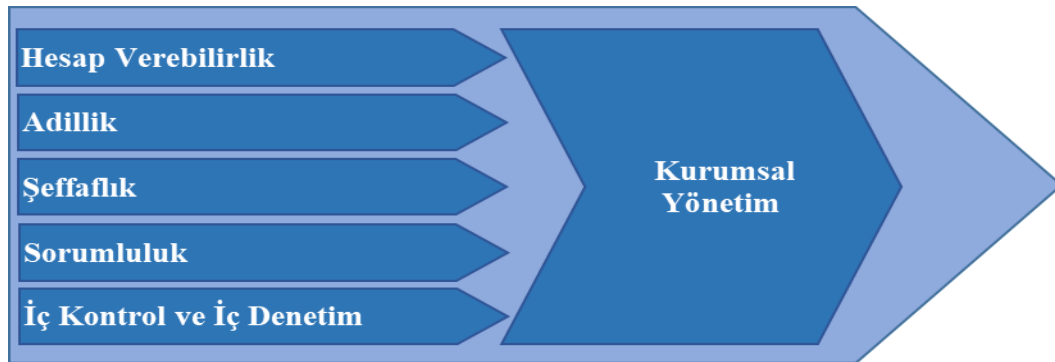 Hesap Verebilirlik
Adillik
Şeffaflık
Sorumluluk
İç Kontrol ve İç Denetim
Kurumsal
Yönetim